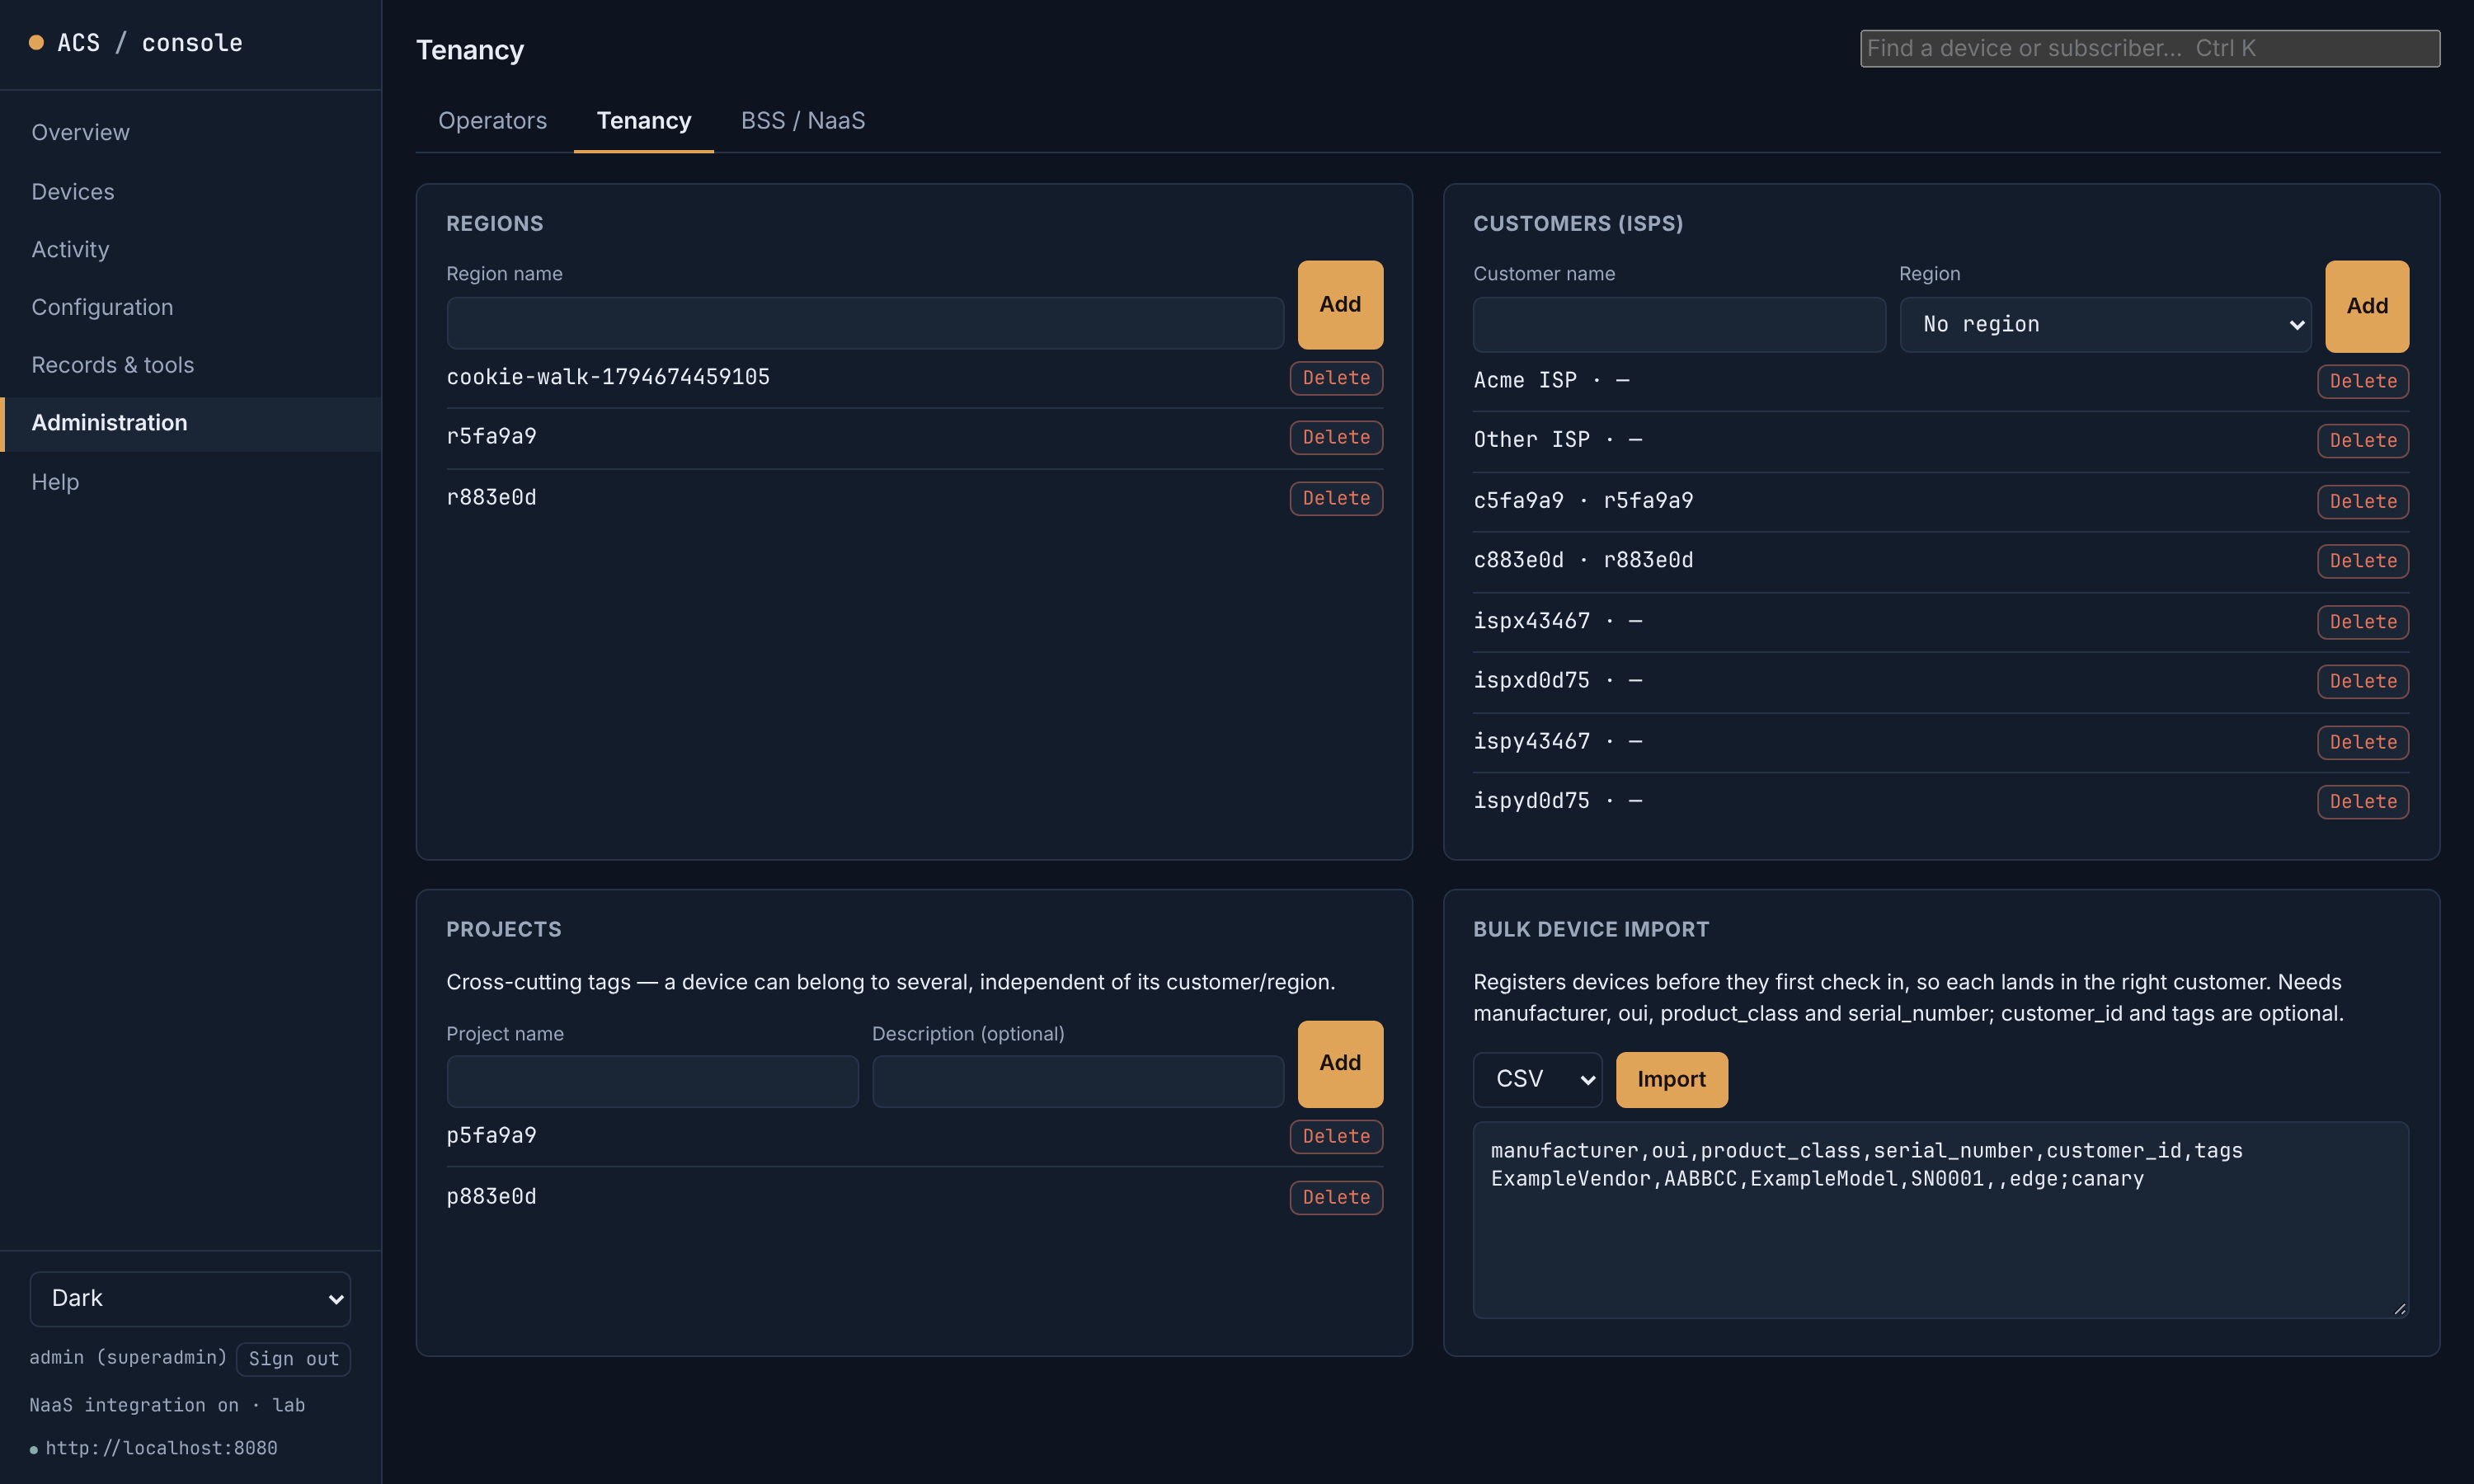 ACS / console
Overview
Devices
Activity
Configuration
Records & tools
Administration
Help
Dark
admin (superadmin) Sign out
NaaS integration on · lab
http://localhost:8080
Tenancy
Find a device or subscriber... Ctrl K
Operators Tenancy BSS / NaaS
REGIONS
Region name
Add
cookie-walk-1794674459105 Delete
r5fa9a9 Delete
r883e0d Delete
CUSTOMERS (ISPS)
Customer name Region
No region
Add
Acme ISP · — Delete
Other ISP · — Delete
c5fa9a9 · r5fa9a9 Delete
c883e0d · r883e0d Delete
ispx43467 · — Delete
ispxd0d75 · — Delete
ispy43467 · — Delete
ispyd0d75 · — Delete
PROJECTS
Cross-cutting tags — a device can belong to several, independent of its customer/region.
Project name Description (optional)
Add
p5fa9a9 Delete
p883e0d Delete
BULK DEVICE IMPORT
Registers devices before they first check in, so each lands in the right customer. Needs
manufacturer, oui, product_class and serial_number; customer_id and tags are optional.
CSV Import
manufacturer,oui,product_class,serial_number,customer_id,tags
ExampleVendor,AABBCC,ExampleModel,SN0001,,edge;canary